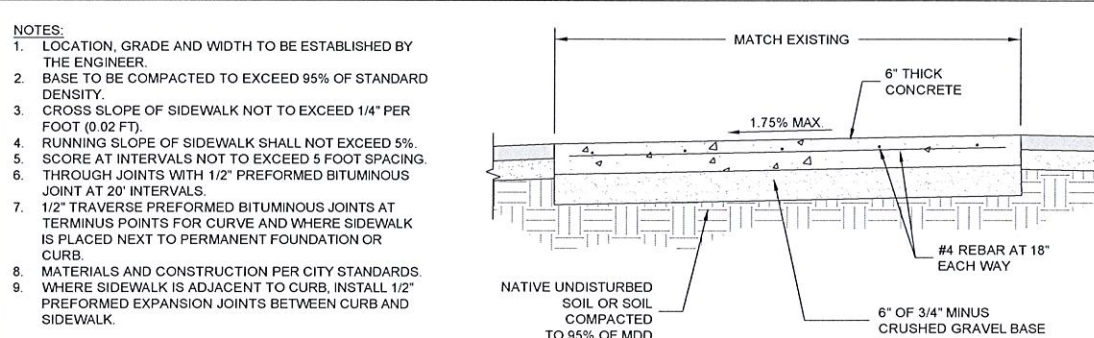 NOTES:
1. LOCATION, GRADE AND WIDTH TO BE ESTABLISHED BY
THE ENGINEER.
2. BASE TO BE COMPACTED TO EXCEED 95% OF STANDARD
DENSITY.
3. CROSS SLOPE OF SIDEWALK NOT TO EXCEED 1/4" PER
FOOT (0.02 FT).
4. RUNNING SLOPE OF SIDEWALK SHALL NOT EXCEED 5%.
5. SCORE AT INTERVALS NOT TO EXCEED 5 FOOT SPACING.
6. THROUGH JOINTS WITH 1/2" PREFORMED BITUMINOUS
JOINT AT 20' INTERVALS.
7. 1/2" TRAVERSE PREFORMED BITUMINOUS JOINTS AT
TERMINUS POINTS FOR CURVE AND WHERE SIDEWALK
IS PLACED NEXT TO PERMANENT FOUNDATION OR
CURB.
8. MATERIALS AND CONSTRUCTION PER CITY STANDARDS.
9. WHERE SIDEWALK IS ADJACENT TO CURB, INSTALL 1/2"
PREFORMED EXPANSION JOINTS BETWEEN CURB AND
SIDEWALK.
MATCH EXISTING
6" THICK
CONCRETE
1.75% MAX.
#4 REBAR AT 18"
EACH WAY
NATIVE UNDISTURBED
SOIL OR SOIL
COMPACTED
TO 95% OF MDD
6" OF 3/4" MINUS
CRUSHED GRAVEL BASE